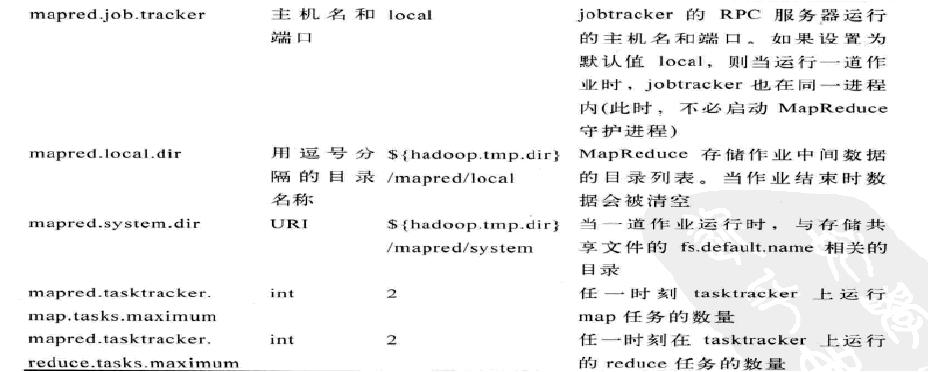 mapred.job.tracker 主机名和 local jobtracker 的 RPC 服务器运行
端口 的主机名和端口。如果设置为
默认值 local，则当运行一道作
业时，jobtracker 也在同一进程
内(此时，不必启动 MapReduce
守护进程)
mapred.local.dir 用逗号分 ${hadoop.tmp.dir} MapReduce 存储作业中间数据
隔的目录 /mapred/local 的目录列表。当作业结束时数
名称 据会被清空
mapred.system.dir URI ${hadoop.tmp.dir} 当一道作业运行时，与存储共
/mapred/system 享文件的 fs.default.name 相关的
目录
mapred.tasktracker. int 2 任一时刻 tasktracker 上运行
map.tasks.maximum map 任务的数量
mapred.tasktracker. int 2 任一时刻在 tasktracker 上运行
reduce.tasks.maximum 的 reduce 任务的数量